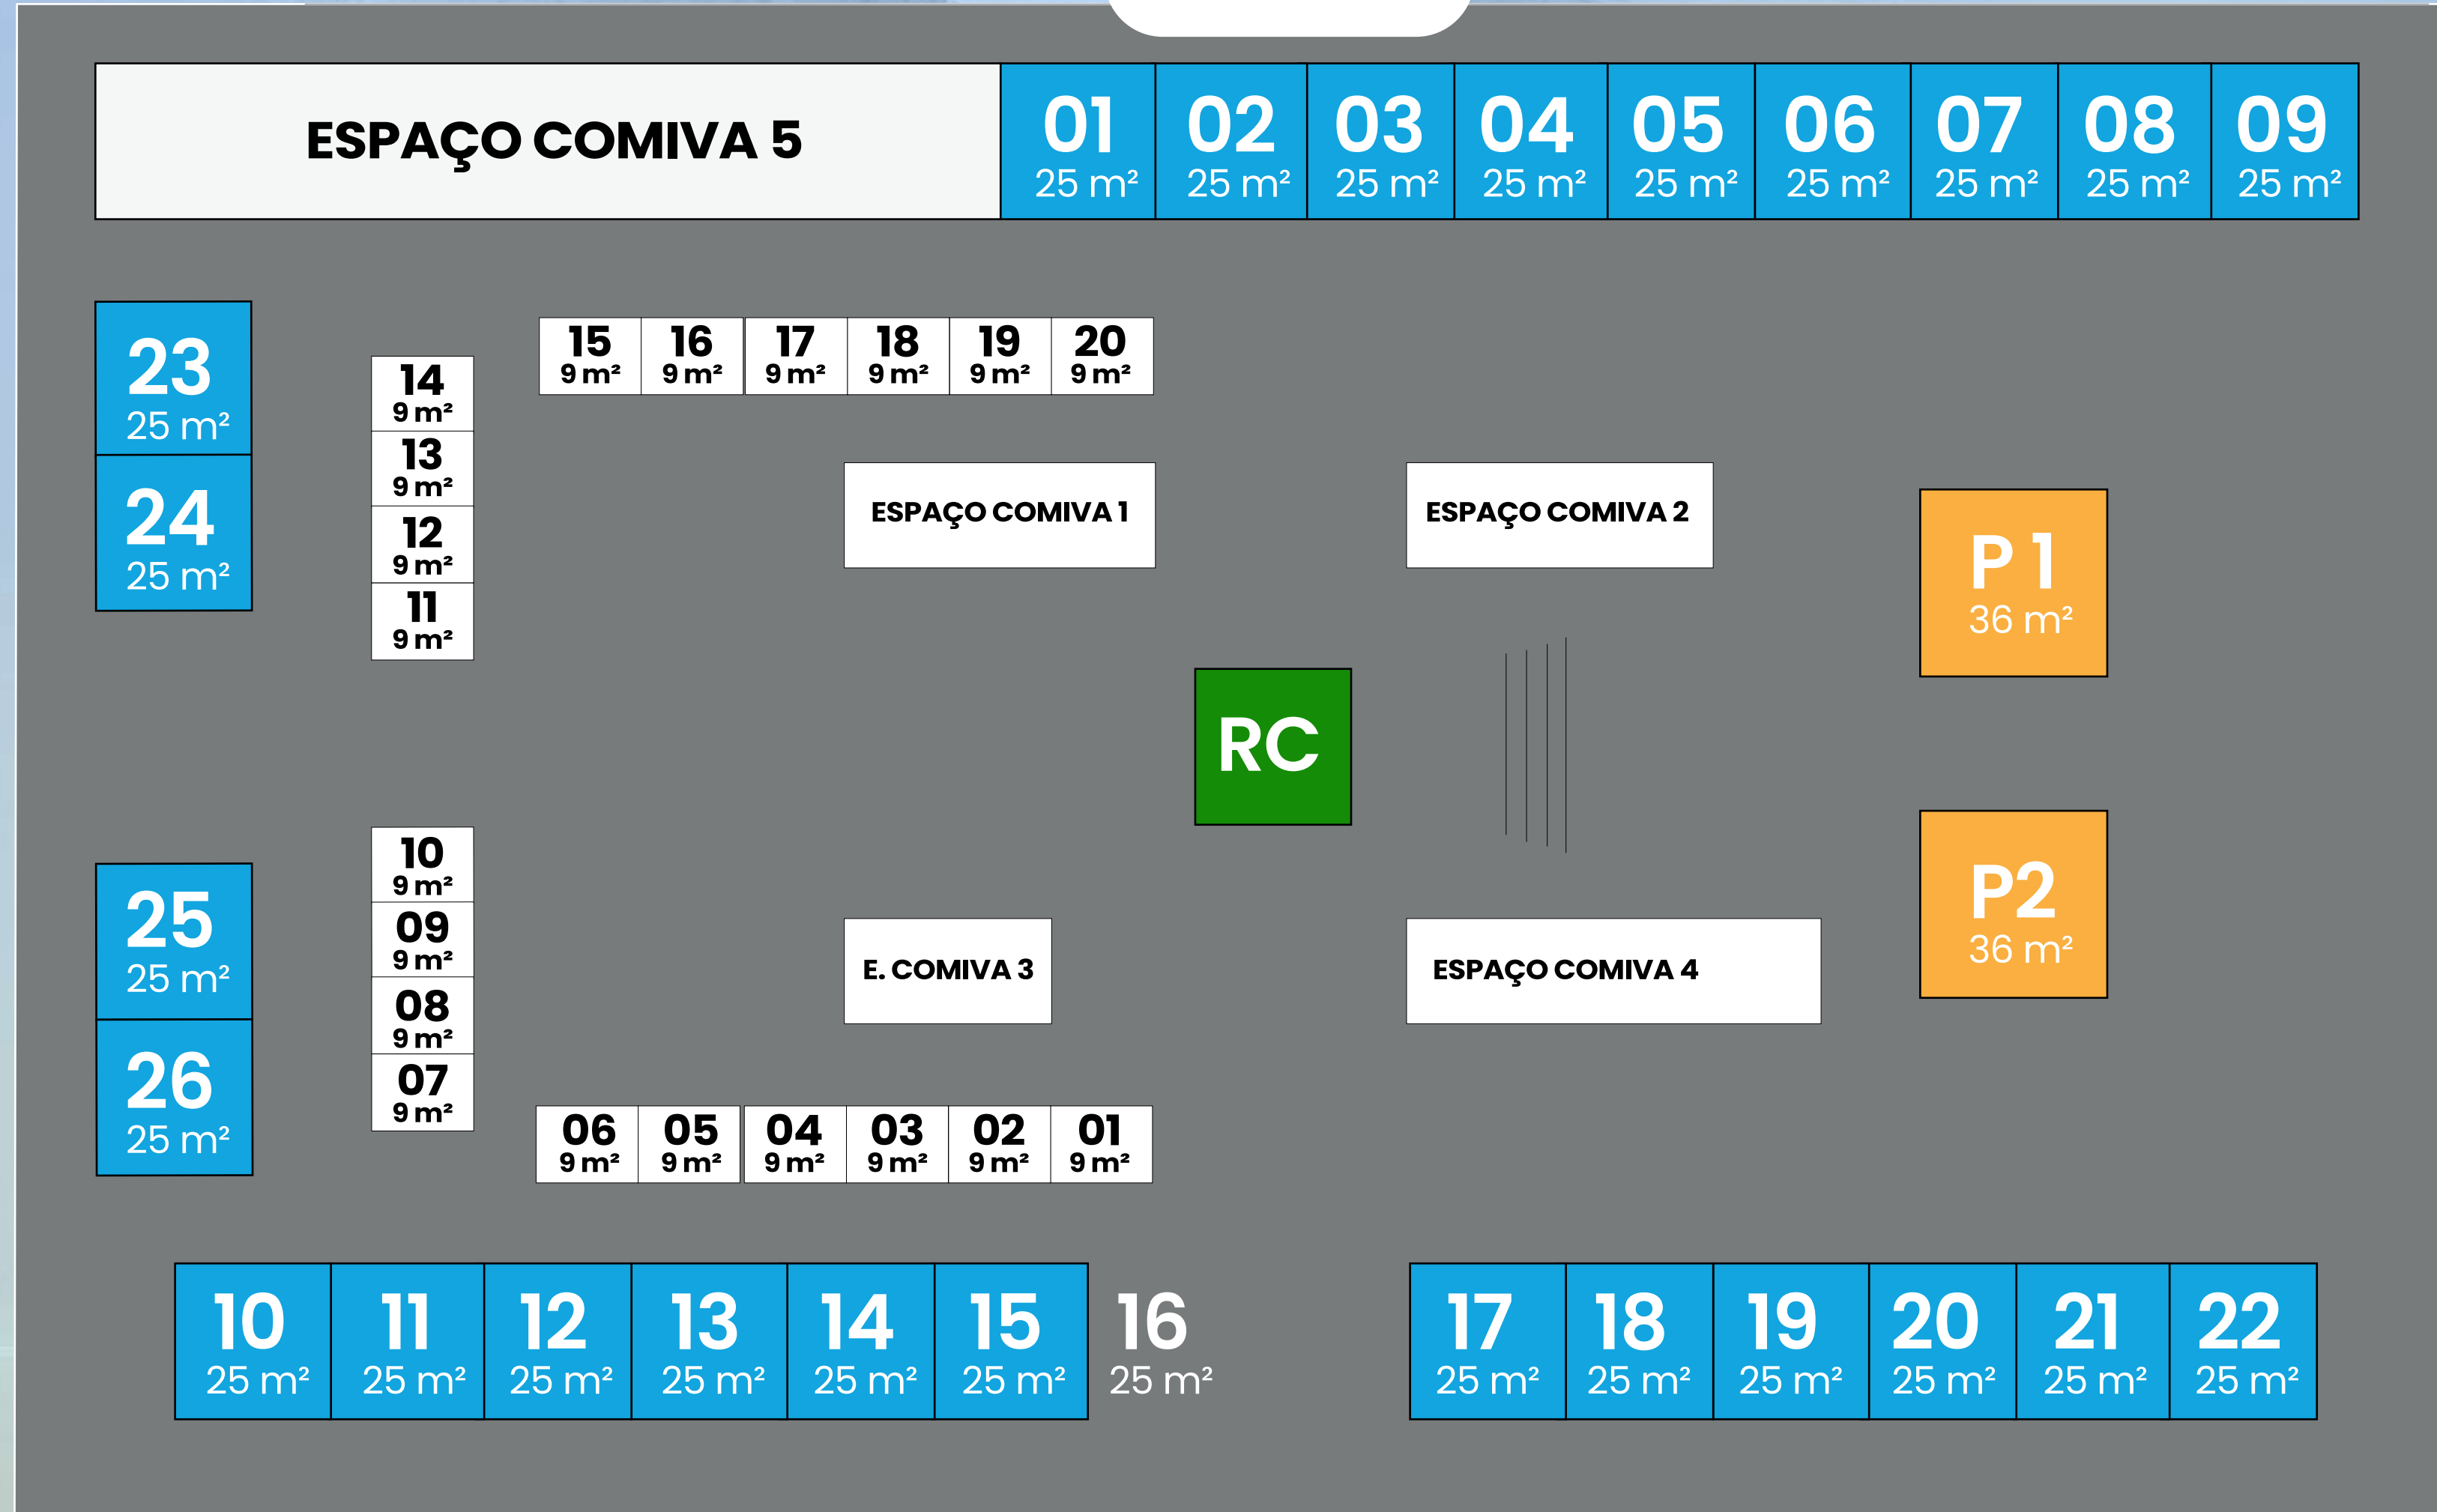 ESPAÇO COMIVA 5
01 02 03 04 05 06 07 08 09
25 m² 25 m² 25 m² 25 m² 25 m² 25 m² 25 m² 25 m² 25 m²
23
25 m²
24
25 m²
14
9 m²
13
9 m²
12
9 m²
11
9 m²
15 16 17 18 19 20
9 m² 9 m² 9 m² 9 m² 9 m² 9 m²
ESPAÇO COMIVA 1
ESPAÇO COMIVA 2
P 1
36 m²
RC
P2
36 m²
25
25 m²
26
25 m²
10
9 m²
09
9 m²
08
9 m²
07
9 m²
E. COMIVA 3
ESPAÇO COMIVA 4
06 05 04 03 02 01
9 m² 9 m² 9 m² 9 m² 9 m² 9 m²
10 11 12 13 14 15 16 17 18 19 20 21 22
25 m² 25 m² 25 m² 25 m² 25 m² 25 m² 25 m² 25 m² 25 m² 25 m² 25 m² 25 m² 25 m²